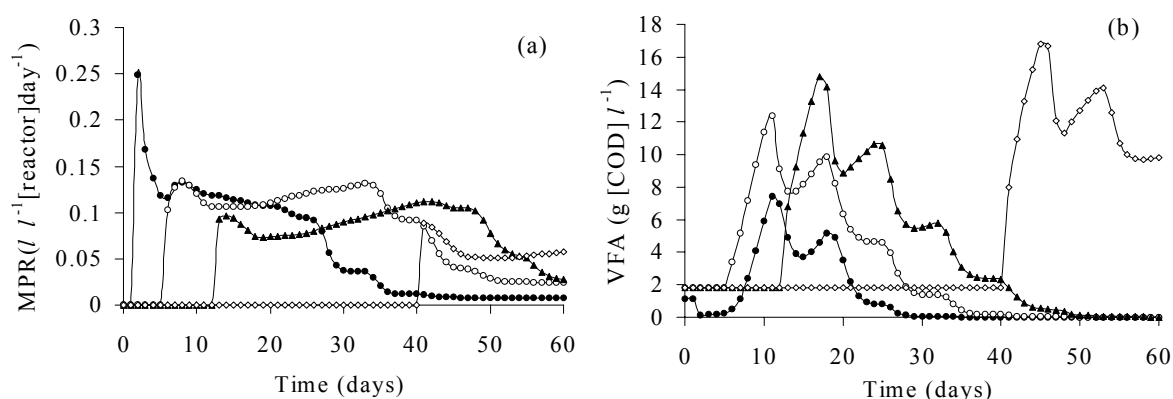 (a)
MPR(l l⁻¹[reactor]day⁻¹)
0.3
0.25
0.2
0.15
0.1
0.05
0
0 10 20 30 40 50 60
Time (days)
(b)
VFA (g [COD] l⁻¹)
18
16
14
12
10
8
6
4
2
0
0 10 20 30 40 50 60
Time (days)